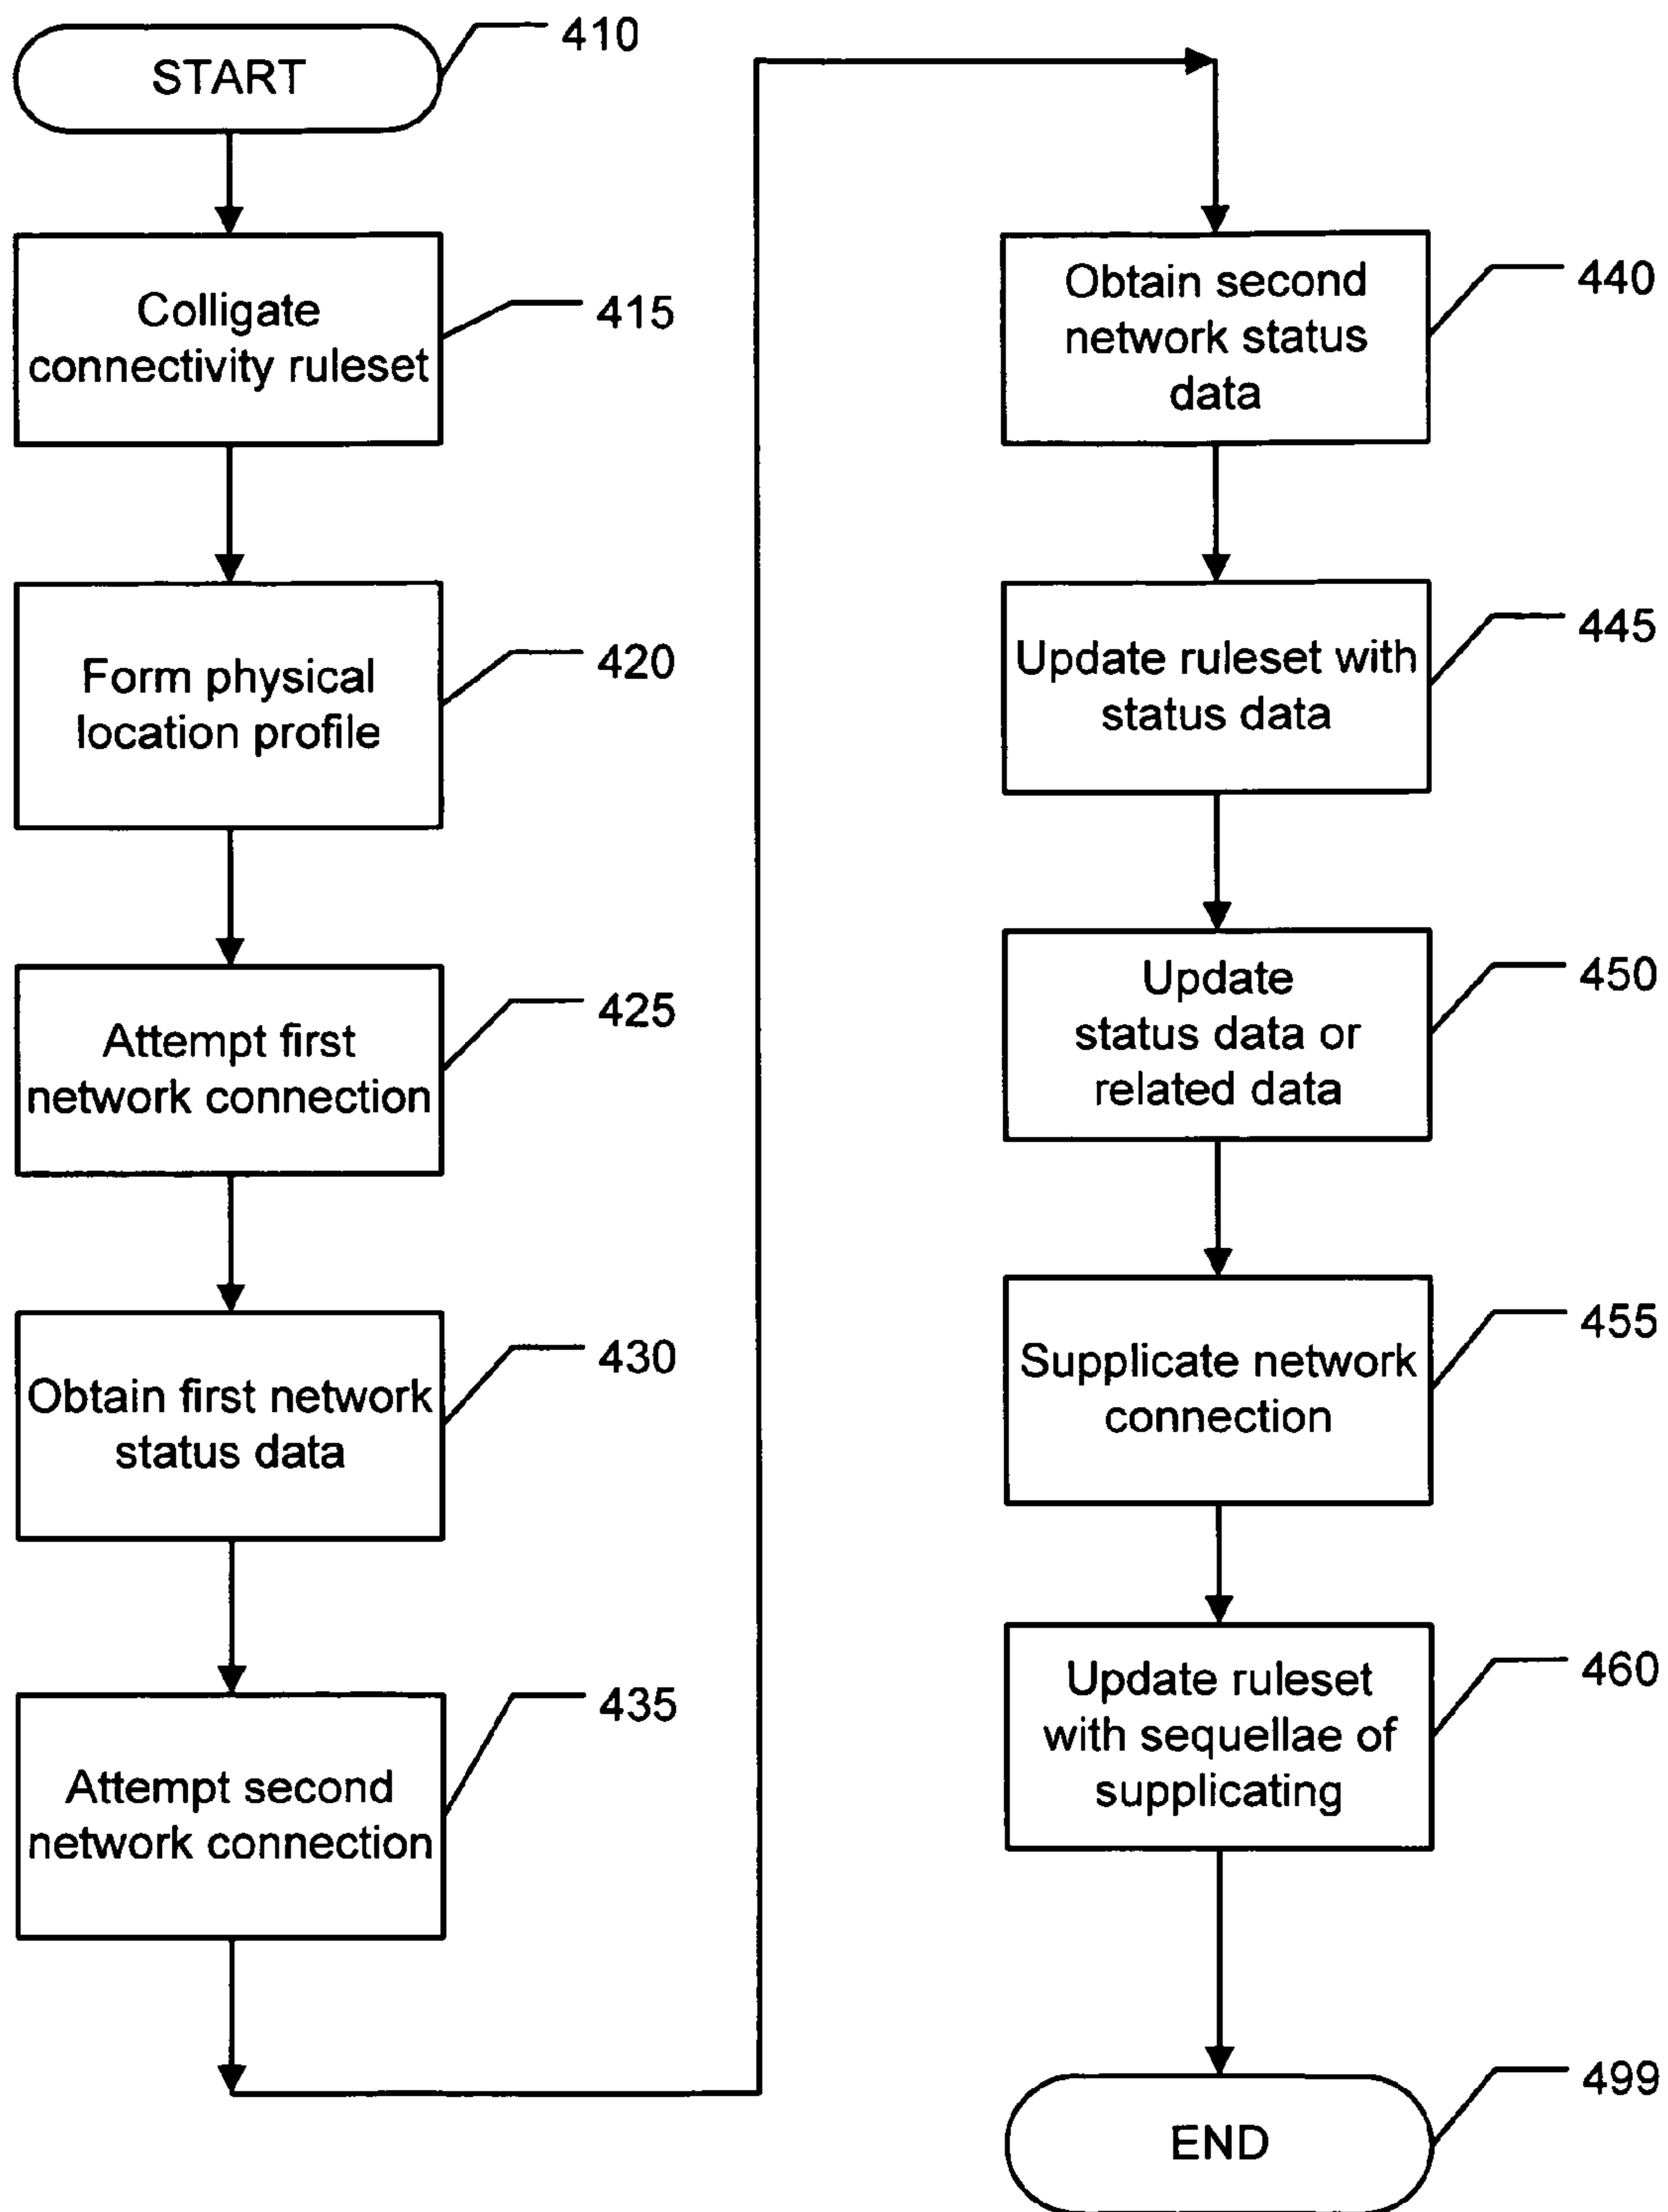 START
410
Colligate
connectivity ruleset
415
Form physical
location profile
420
Attempt first
network connection
425
Obtain first network
status data
430
Attempt second
network connection
435
Obtain second
network status
data
440
Update ruleset with
status data
445
Update
status data or
related data
450
Supplicate network
connection
455
Update ruleset
with sequellae of
supplicating
460
END
499